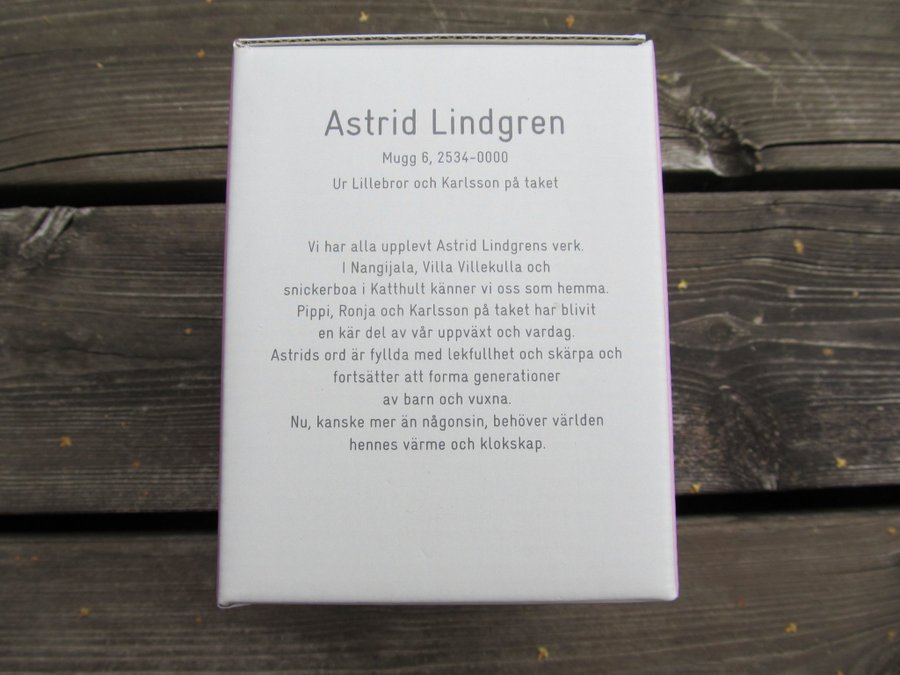 Astrid Lindgren
Mugg 6, 2534-0000
Ur Lillebror och Karlsson på taket
Vi har alla upplevt Astrid Lindgrens verk.
I Nangijala, Villa Villekulla och
snickerboa i Katthult känner vi oss som hemma.
Pippi, Ronja och Karlsson på taket har blivit
en kär del av vår uppväxt och vardag.
Astrids ord är fyllda med lekfullhet och skärpa och
fortsätter att forma generationer
av barn och vuxna.
Nu, kanske mer än någonsin, behöver världen
hennes värme och klokskap.